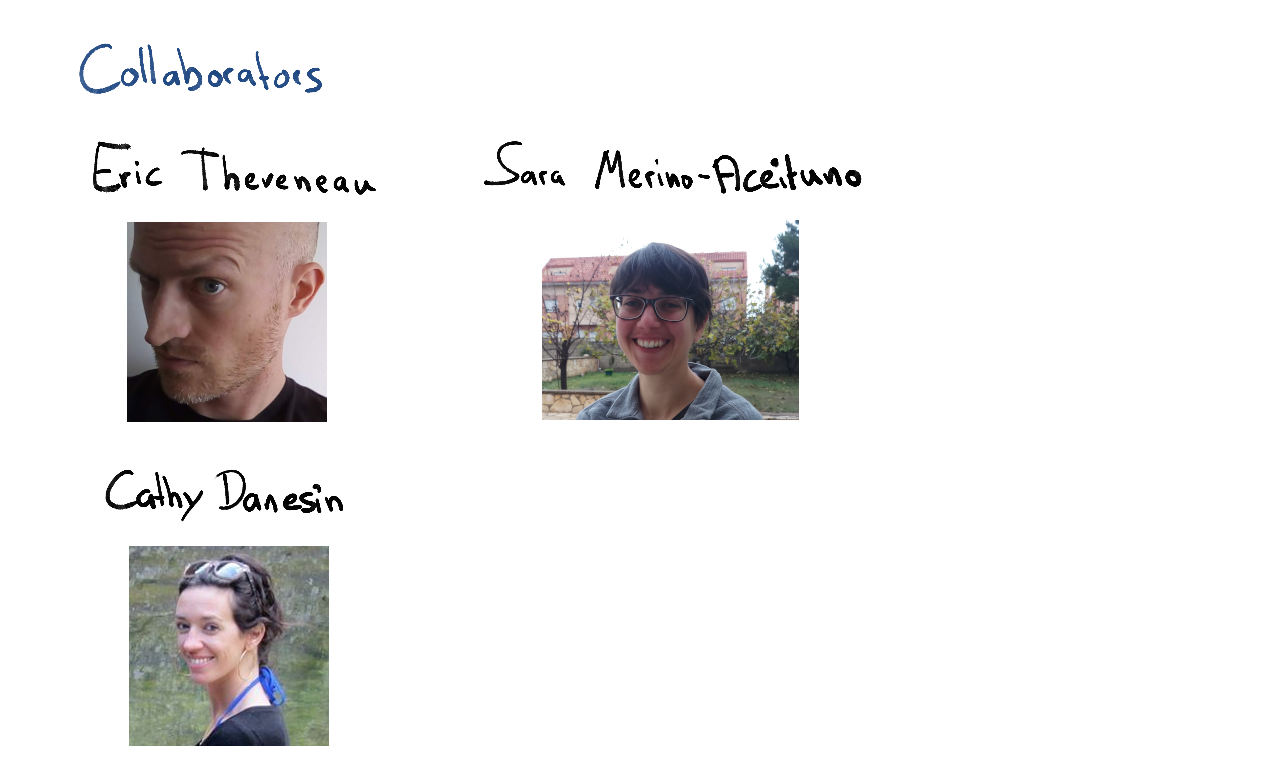 Collaborators
Eric Theveneau
Sara Merino-Aceituno
Cathy Danesin